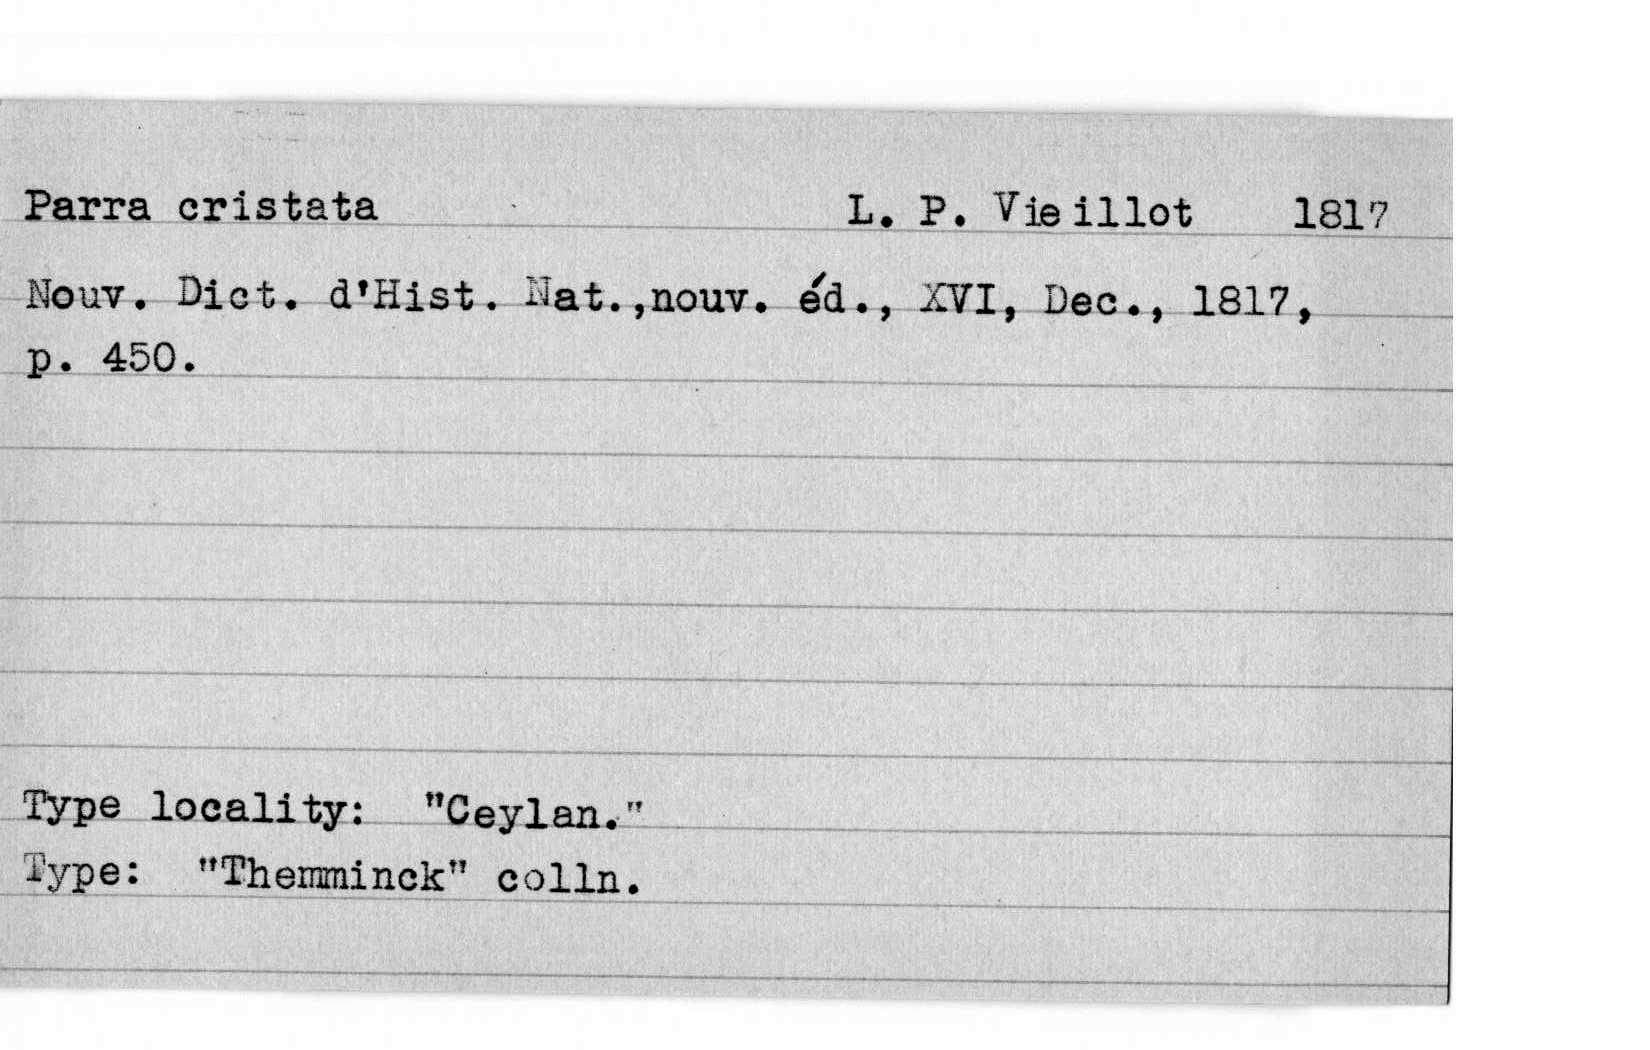 Parra cristata L. P. Vieillot 1817
Nouv. Dict. d'Hist. Nat.,nouv. éd., XVI, Dec., 1817,
p. 450.
Type locality: "Ceylan."
Type: "Themminck" colln.